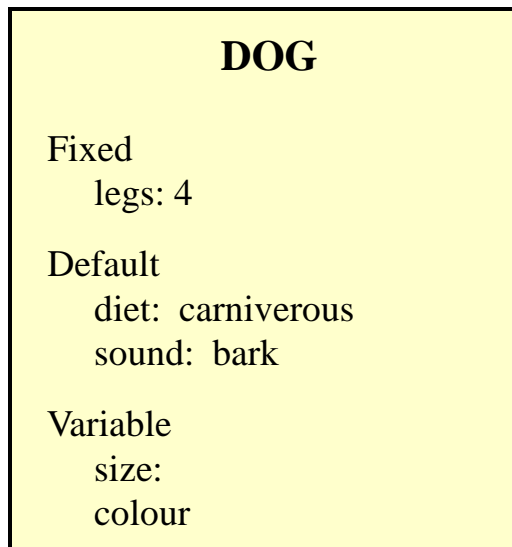 DOG
Fixed
legs: 4
Default
diet: carniverous
sound: bark
Variable
size:
colour